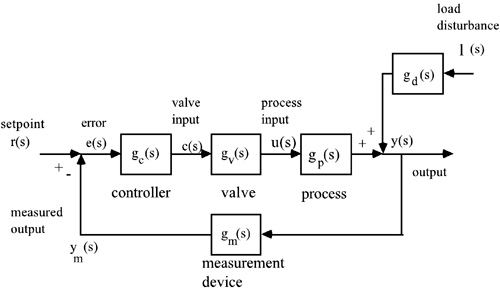 load
disturbance
l (s)
g_d(s)
setpoint
r(s)
error
e(s)
valve
input
c(s)
process
input
u(s)
y(s)
output
+
-
g_c(s)
g_v(s)
g_p(s)
+
+
controller
valve
process
measured
output
y_m(s)
g_m(s)
measurement
device